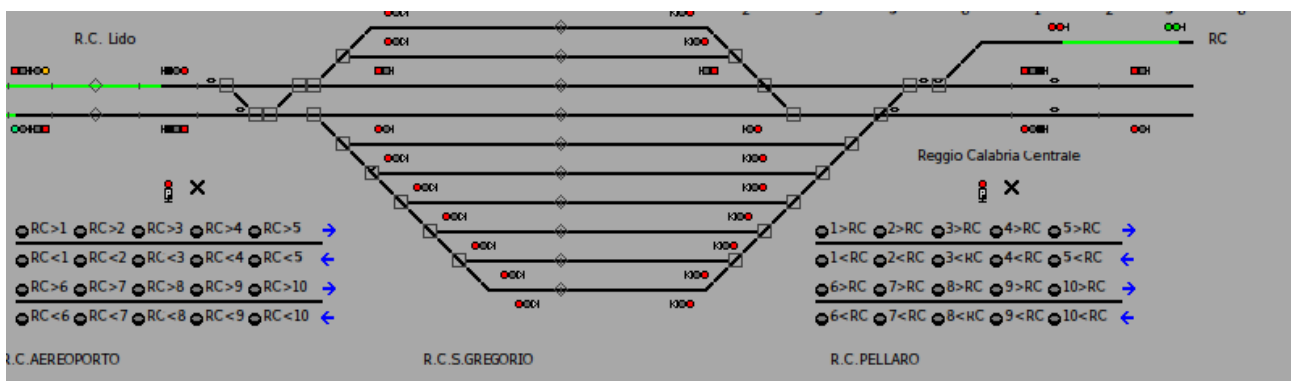 R.C. Lido
RC
Reggio Calabria Centrale
P
P
RC>1 RC>2 RC>3 RC>4 RC>5
RC<1 RC<2 RC<3 RC<4 RC<5
RC>6 RC>7 RC>8 RC>9 RC>10
RC<6 RC<7 RC<8 RC<9 RC<10
1>RC 2>RC 3>RC 4>RC 5>RC
1<RC 2<RC 3<RC 4<RC 5<RC
6>RC 7>RC 8>RC 9>RC 10>RC
6<RC 7<RC 8<RC 9<RC 10<RC
R.C.AEREOPORTO
R.C.S.GREGORIO
R.C.PELLARO